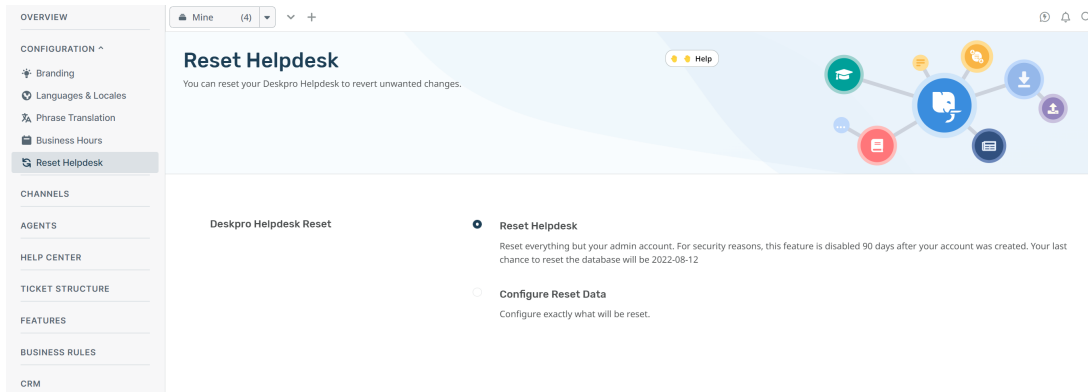 OVERVIEW
CONFIGURATION
Branding
Languages & Locales
Phrase Translation
Business Hours
Reset Helpdesk
CHANNELS
AGENTS
HELP CENTER
TICKET STRUCTURE
FEATURES
BUSINESS RULES
CRM
Mine (4)
Reset Helpdesk
You can reset your Deskpro Helpdesk to revert unwanted changes.
Help
Deskpro Helpdesk Reset
Reset Helpdesk
Reset everything but your admin account. For security reasons, this feature is disabled 90 days after your account was created. Your last
chance to reset the database will be 2022-08-12
Configure Reset Data
Configure exactly what will be reset.